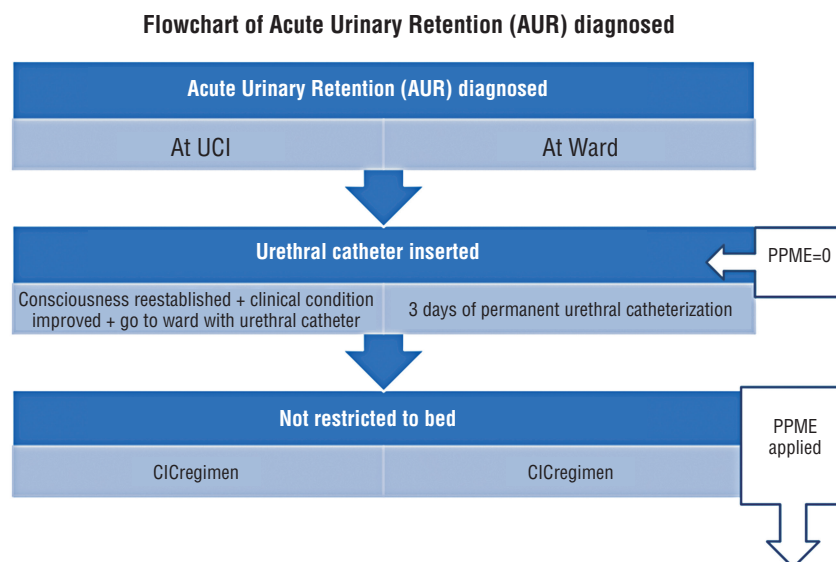 Flowchart of Acute Urinary Retention (AUR) diagnosed
Acute Urinary Retention (AUR) diagnosed
At UCI
At Ward
Urethral catheter inserted
PPME=0
Consciousness reestablished + clinical condition
improved + go to ward with urethral catheter
3 days of permanent urethral catheterization
Not restricted to bed
PPME
applied
CICregimen
CICregimen